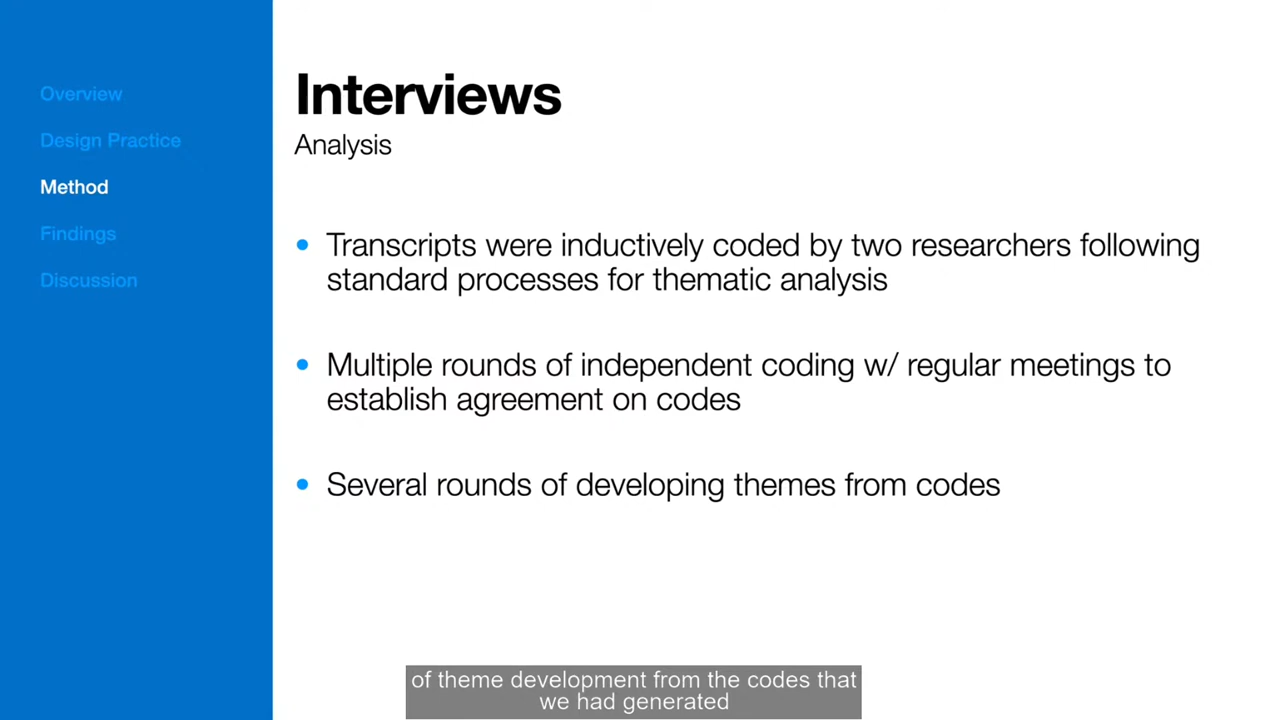 Overview
Design Practice
Method
Findings
Discussion
Interviews
Analysis
• Transcripts were inductively coded by two researchers following
standard processes for thematic analysis
• Multiple rounds of independent coding w/ regular meetings to
establish agreement on codes
• Several rounds of developing themes from codes
of theme development from the codes that
we had generated